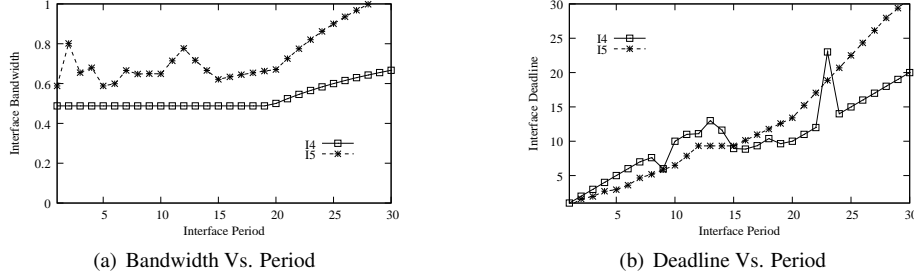 1
0.8
0.6
0.4
0.2
0
Interface Bandwidth
I4
I5
5 10 15 20 25 30
Interface Period
(a) Bandwidth Vs. Period
35
30
25
20
15
10
5
Interface Deadline
I4
I5
5 10 15 20 25 30
Interface Period
(b) Deadline Vs. Period